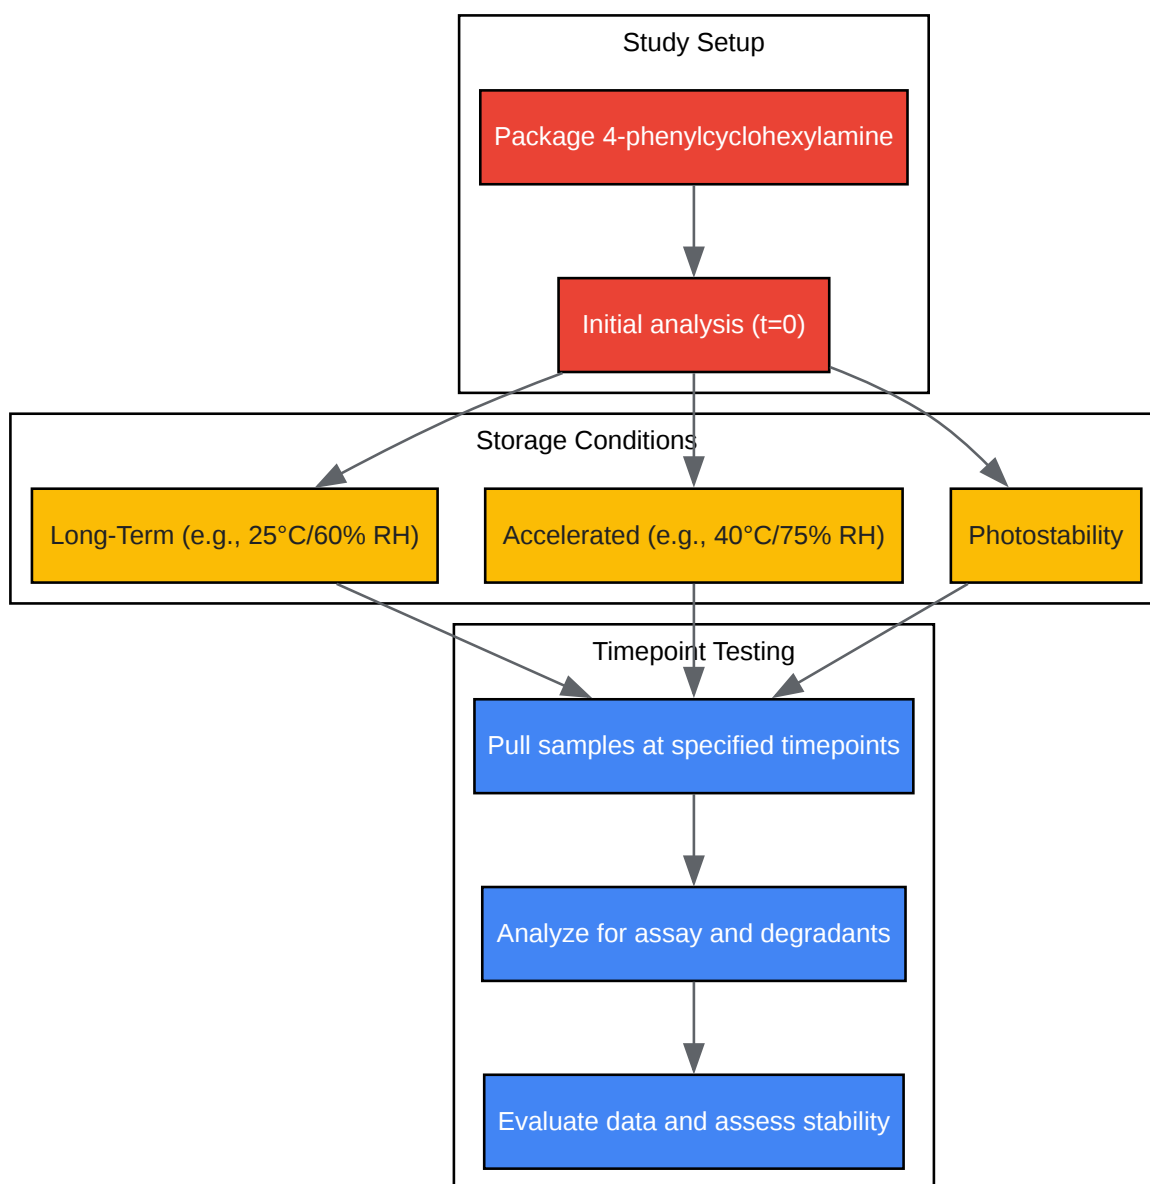 Study Setup
Package 4-phenylcyclohexylamine
Initial analysis (t=0)
Storage Conditions
Long-Term (e.g., 25°C/60% RH)
Accelerated (e.g., 40°C/75% RH)
Photostability
Timepoint Testing
Pull samples at specified timepoints
Analyze for assay and degradants
Evaluate data and assess stability